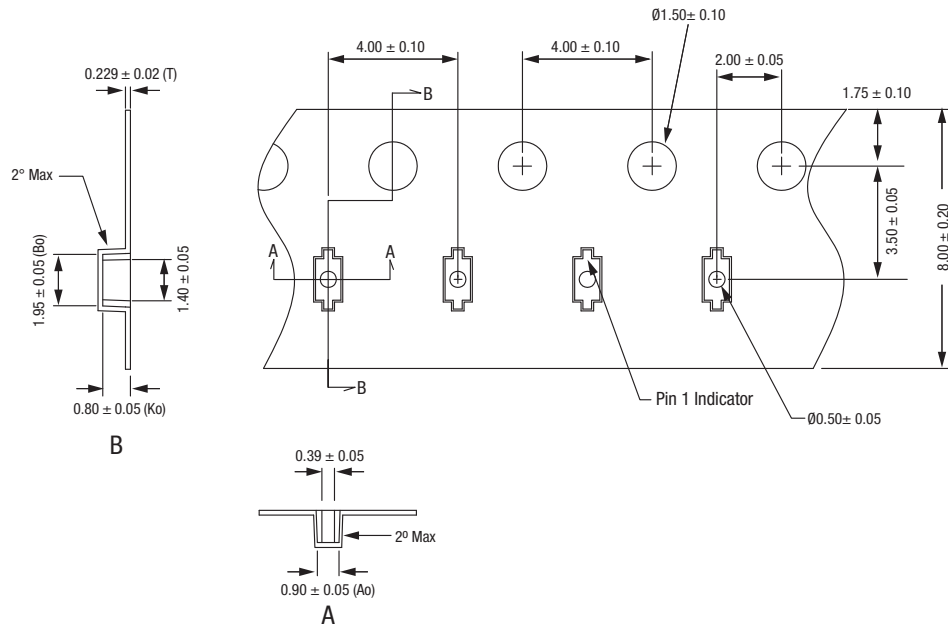 Ø1.50± 0.10
4.00 ± 0.10
4.00 ± 0.10
2.00 ± 0.05
0.229 ± 0.02 (T)
1.75 ± 0.10
B
2° Max
1.95 ± 0.05 (Bo)
1.40 ± 0.05
A
A
3.50 ± 0.05
8.00 ± 0.20
B
Pin 1 Indicator
0.80 ± 0.05 (Ko)
Ø0.50± 0.05
B
0.39 ± 0.05
2º Max
0.90 ± 0.05 (Ao)
A